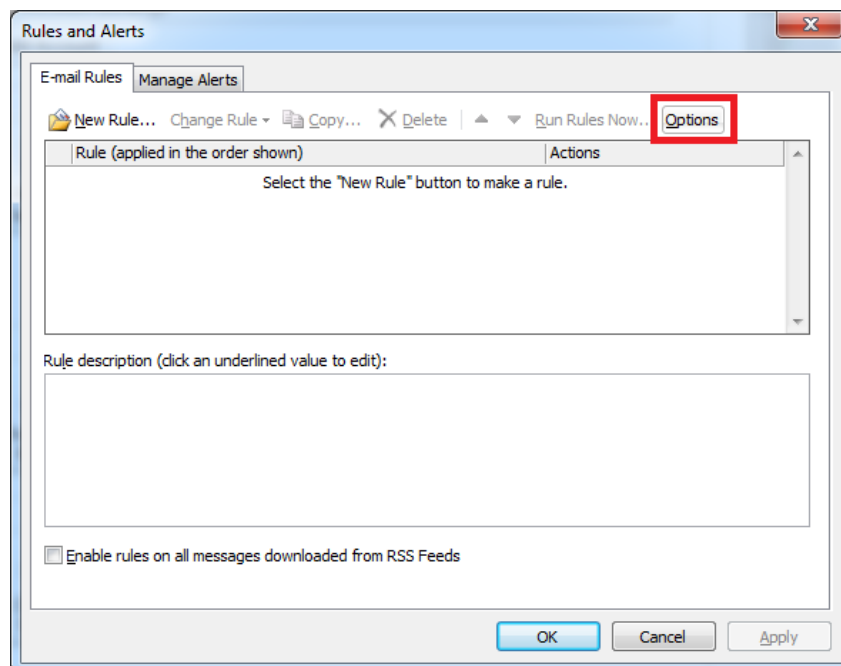 Rules and Alerts
E-mail Rules Manage Alerts
New Rule... Change Rule Copy... Delete Run Rules Now... Options
Rule (applied in the order shown) Actions
Select the "New Rule" button to make a rule.
Rule description (click an underlined value to edit):
Enable rules on all messages downloaded from RSS Feeds
OK Cancel Apply